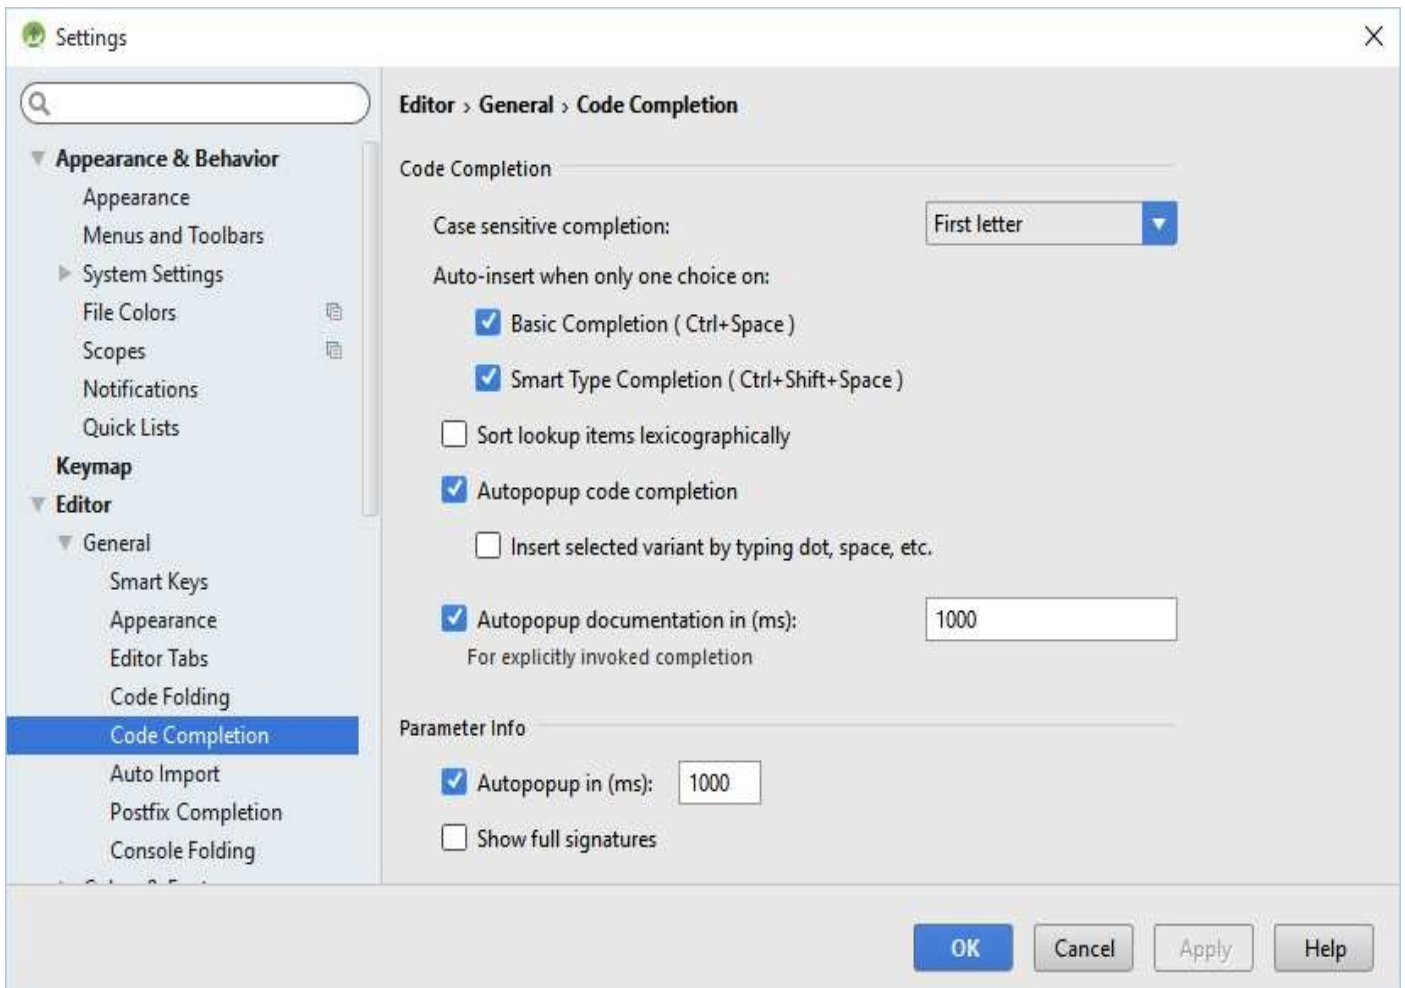 Settings
Appearance & Behavior
Appearance
Menus and Toolbars
System Settings
File Colors
Scopes
Notifications
Quick Lists
Keymap
Editor
General
Smart Keys
Appearance
Editor Tabs
Code Folding
Code Completion
Auto Import
Postfix Completion
Console Folding
Editor › General › Code Completion
Code Completion
Case sensitive completion: First letter
Auto-insert when only one choice on:
Basic Completion ( Ctrl+Space )
Smart Type Completion ( Ctrl+Shift+Space )
Sort lookup items lexicographically
Autopopup code completion
Insert selected variant by typing dot, space, etc.
Autopopup documentation in (ms): 1000
For explicitly invoked completion
Parameter Info
Autopopup in (ms): 1000
Show full signatures
OK Cancel Apply Help